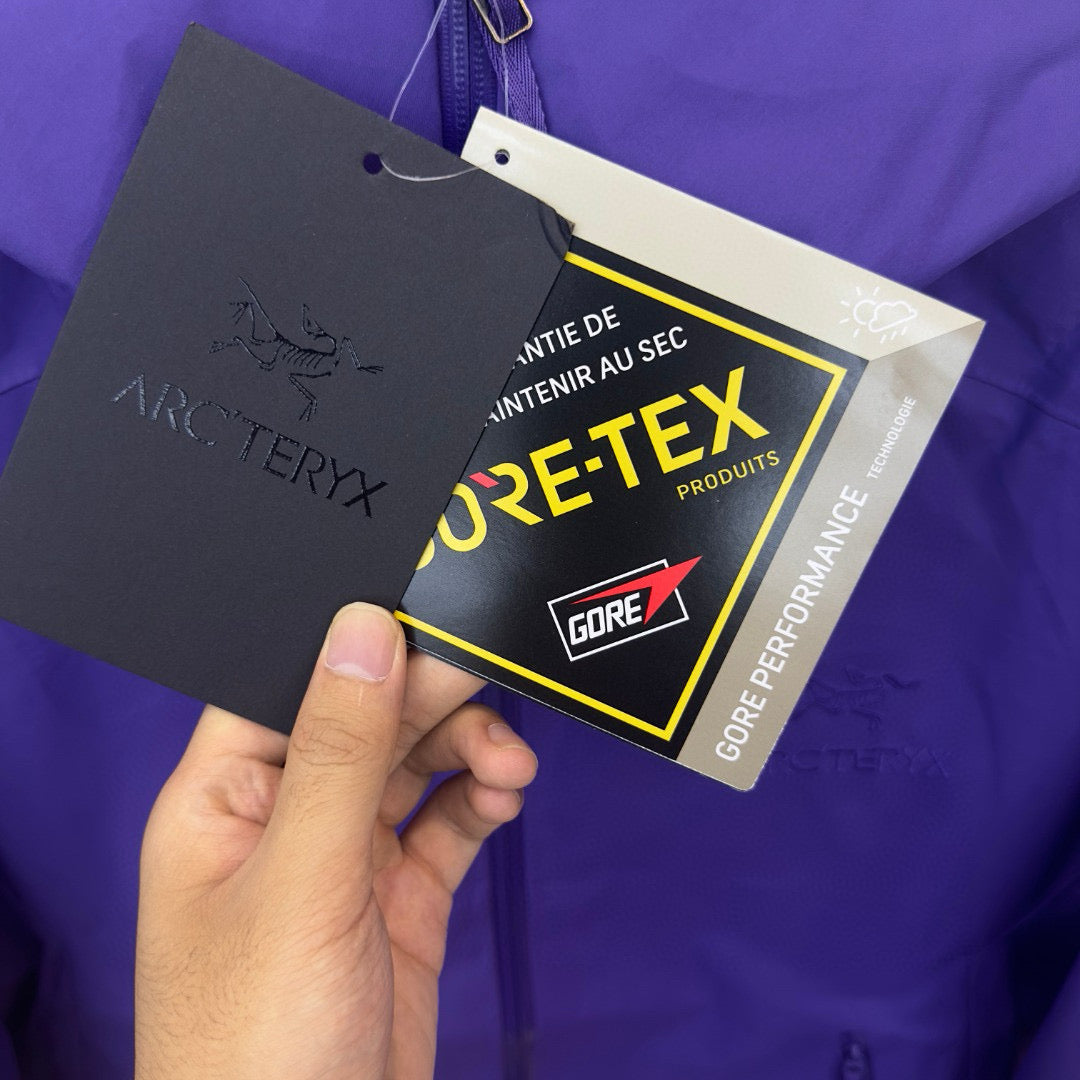 ARC'TERYX
ANTIE DE
AINTENIR AU SEC
GORE-TEX
PRODUITS
GORE
GORE PERFORMANCE TECHNOLOGIE
ARC'TERYX